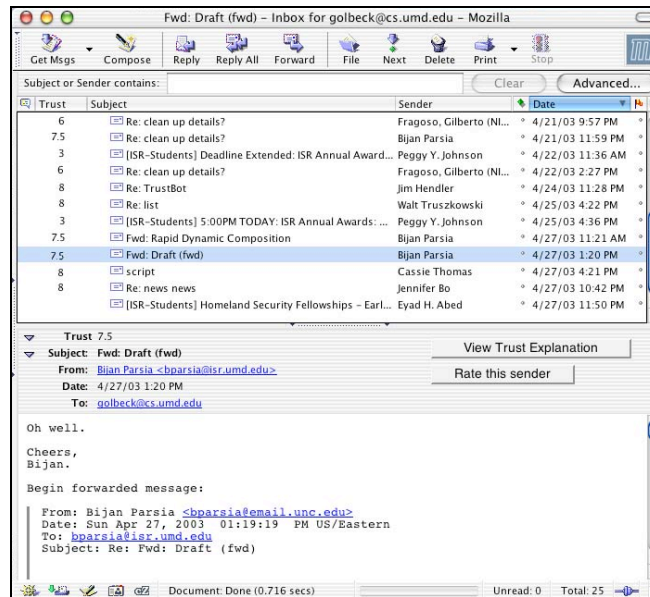 Fwd: Draft (fwd) – Inbox for golbeck@cs.umd.edu – Mozilla
Get Msgs Compose Reply Reply All Forward File Next Delete Print Stop
Subject or Sender contains: Clear Advanced...
Trust Subject Sender Date
6 Re: clean up details? Fragoso, Gilberto (NI... 4/21/03 9:57 PM
7.5 Re: clean up details? Bijan Parsia 4/21/03 11:59 PM
3 [ISR-Students] Deadline Extended: ISR Annual Award... Peggy Y. Johnson 4/22/03 11:36 AM
6 Re: clean up details? Fragoso, Gilberto (NI... 4/22/03 2:27 PM
8 Re: TrustBot Jim Hendler 4/24/03 11:28 PM
8 Re: list Walt Truszkowski 4/25/03 4:22 PM
3 [ISR-Students] 5:00PM TODAY: ISR Annual Awards: ... Peggy Y. Johnson 4/25/03 4:36 PM
7.5 Fwd: Rapid Dynamic Composition Bijan Parsia 4/27/03 11:21 AM
7.5 Fwd: Draft (fwd) Bijan Parsia 4/27/03 1:20 PM
8 script Cassie Thomas 4/27/03 4:21 PM
8 Re: news news Jennifer Bo 4/27/03 10:42 PM
[ISR-Students] Homeland Security Fellowships – Earl... Eyad H. Abed 4/27/03 11:50 PM
Trust 7.5
Subject: Fwd: Draft (fwd) View Trust Explanation
From: Bijan Parsia <bparsia@isr.umd.edu> Rate this sender
Date: 4/27/03 1:20 PM
To: golbeck@cs.umd.edu
Oh well.
Cheers,
Bijan.
Begin forwarded message:
From: Bijan Parsia <bparsia@email.unc.edu>
Date: Sun Apr 27, 2003 01:19:19 PM US/Eastern
To: bparsia@isr.umd.edu
Subject: Re: Fwd: Draft (fwd)
Document: Done (0.716 secs) Unread: 0 Total: 25